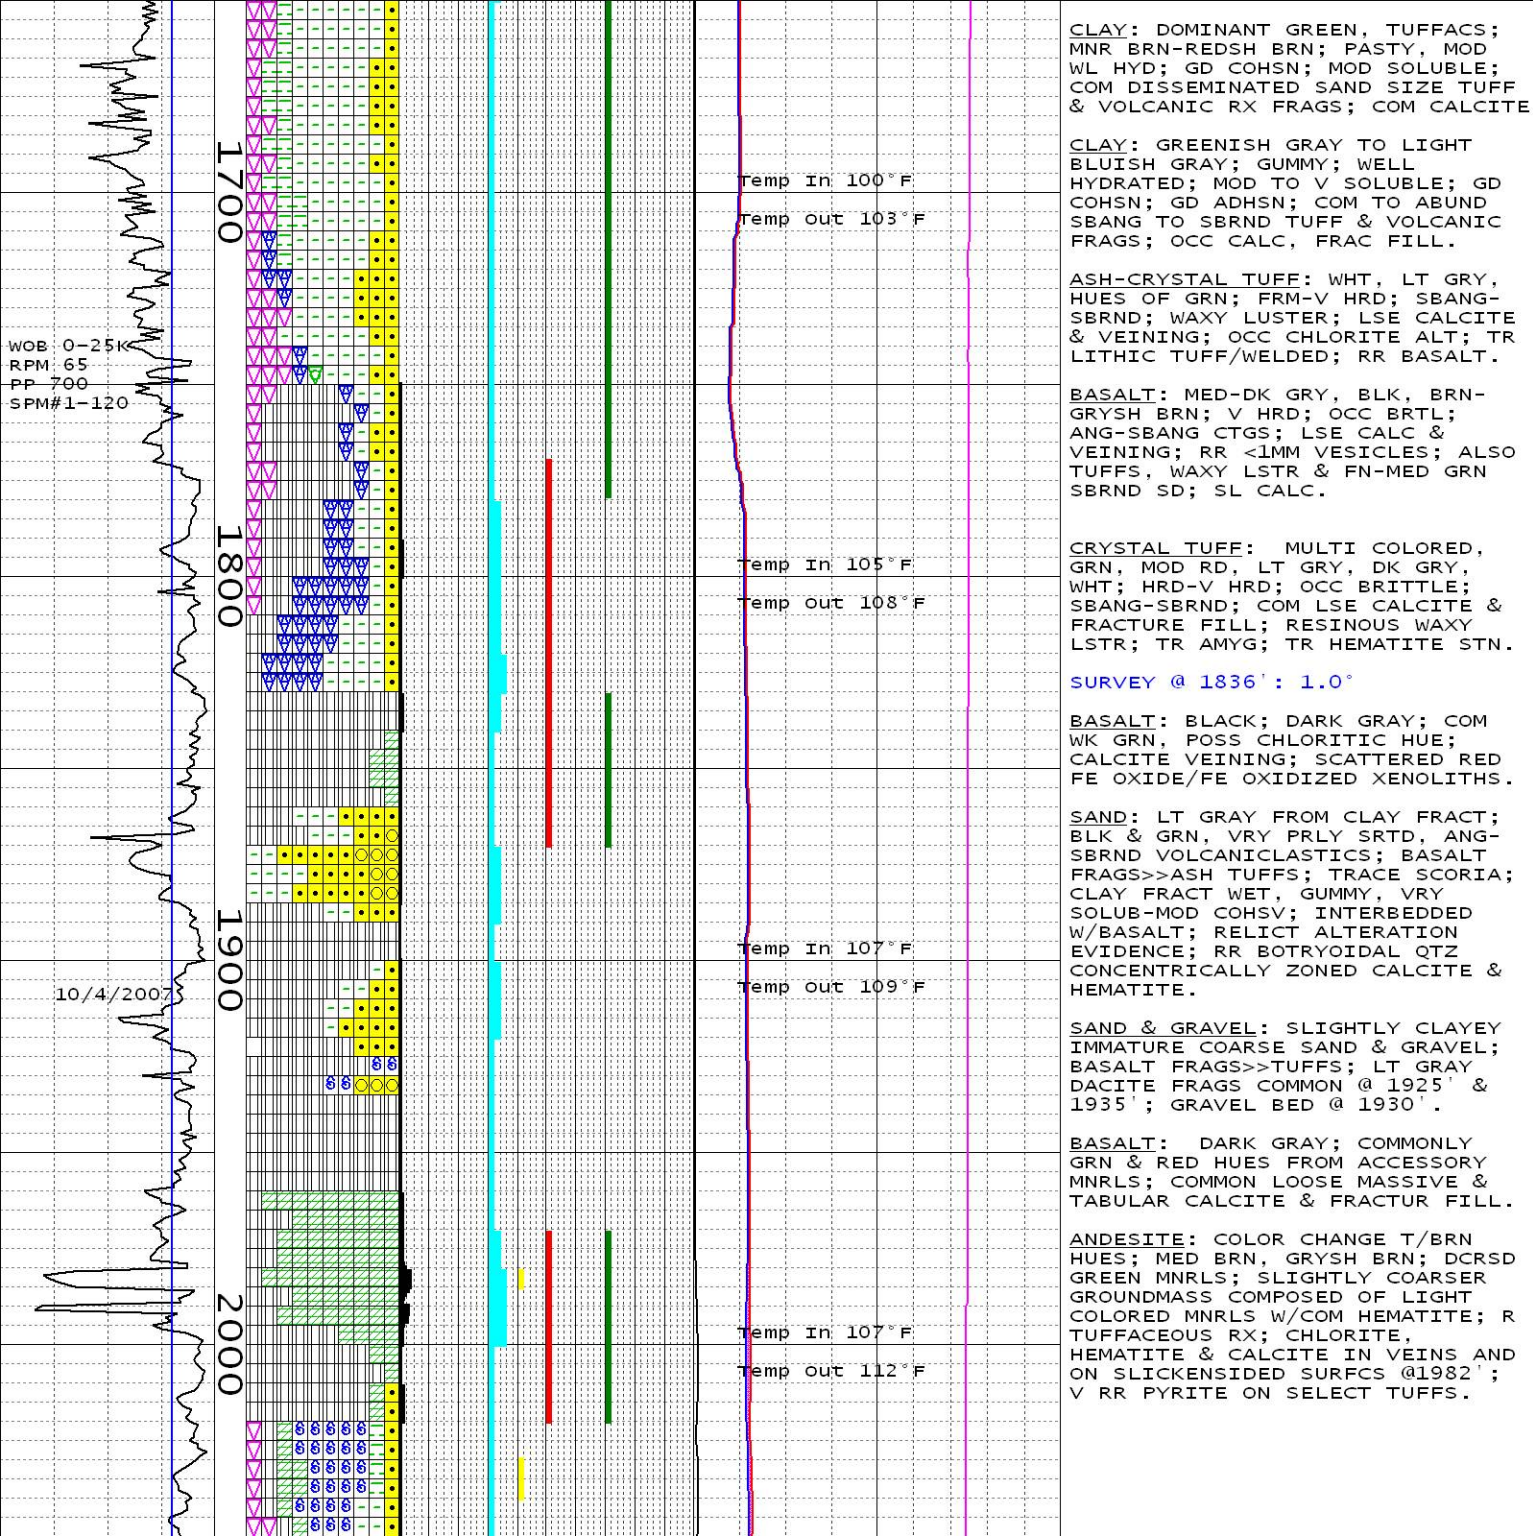 CLAY: DOMINANT GREEN, TUFFACS;
MNR BRN-REDSH BRN; PASTY, MOD
WL HYD; GD COHSN; MOD SOLUBLE;
COM DISSEMINATED SAND SIZE TUFF
& VOLCANIC RX FRAGS; COM CALCITE
CLAY: GREENISH GRAY TO LIGHT
BLUISH GRAY; GUMMY; WELL
HYDRATED; MOD TO V SOLUBLE; GD
COHSN; GD ADHSN; COM TO ABUND
SBANG TO SBRND TUFF & VOLCANIC
FRAGS; OCC CALC, FRAC FILL.
1700
Temp In 100°F
Temp out 103°F
ASH-CRYSTAL TUFF: WHT, LT GRY,
HUES OF GRN; FRM-V HRD; SBANG-
SBRND; WAXY LUSTER; LSE CALCITE
& VEINING; OCC CHLORITE ALT; TR
LITHIC TUFF/WELDED; RR BASALT.
WOB 0-25K
RPM 65
PP 700
SPM#1-120
BASALT: MED-DK GRY, BLK, BRN-
GRYSH BRN; V HRD; OCC BRTL;
ANG-SBANG CTGS; LSE CALC &
VEINING; RR <1MM VESICLES; ALSO
TUFFS, WAXY LSTR & FN-MED GRN
SBRND SD; SL CALC.
1800
Temp In 105°F
Temp out 108°F
CRYSTAL TUFF: MULTI COLORED,
GRN, MOD RD, LT GRY, DK GRY,
WHT; HRD-V HRD; OCC BRITTLE;
SBANG-SBRND; COM LSE CALCITE &
FRACTURE FILL; RESINOUS WAXY
LSTR; TR AMYG; TR HEMATITE STN.
SURVEY @ 1836': 1.0°
BASALT: BLACK; DARK GRAY; COM
WK GRN, POSS CHLORITIC HUE;
CALCITE VEINING; SCATTERED RED
FE OXIDE/FE OXIDIZED XENOLITHS.
SAND: LT GRAY FROM CLAY FRACT;
BLK & GRN, VRY PRLY SRTD, ANG-
SBRND VOLCANICLASTICS; BASALT
FRAGS>>ASH TUFFS; TRACE SCORIA;
CLAY FRACT WET, GUMMY, VRY
SOLUB-MOD COHSV; INTERBEDDED
W/BASALT; RELICT ALTERATION
EVIDENCE; RR BOTRYOIDAL QTZ
CONCENTRICALLY ZONED CALCITE &
HEMATITE.
1900
Temp In 107°F
Temp out 109°F
10/4/2007
SAND & GRAVEL: SLIGHTLY CLAYEY
IMMATURE COARSE SAND & GRAVEL;
BASALT FRAGS>>TUFFS; LT GRAY
DACITE FRAGS COMMON @ 1925' &
1935'; GRAVEL BED @ 1930'.
BASALT: DARK GRAY; COMMONLY
GRN & RED HUES FROM ACCESSORY
MNRLS; COMMON LOOSE MASSIVE &
TABULAR CALCITE & FRACTUR FILL.
ANDESITE: COLOR CHANGE T/BRN
HUES; MED BRN, GRYSH BRN; DCRSD
GREEN MNRLS; SLIGHTLY COARSER
GROUNDMASS COMPOSED OF LIGHT
COLORED MNRLS W/COM HEMATITE; R
TUFFACEOUS RX; CHLORITE,
HEMATITE & CALCITE IN VEINS AND
ON SLICKENSIDED SURFCS @1982';
V RR PYRITE ON SELECT TUFFS.
2000
Temp In 107°F
Temp out 112°F